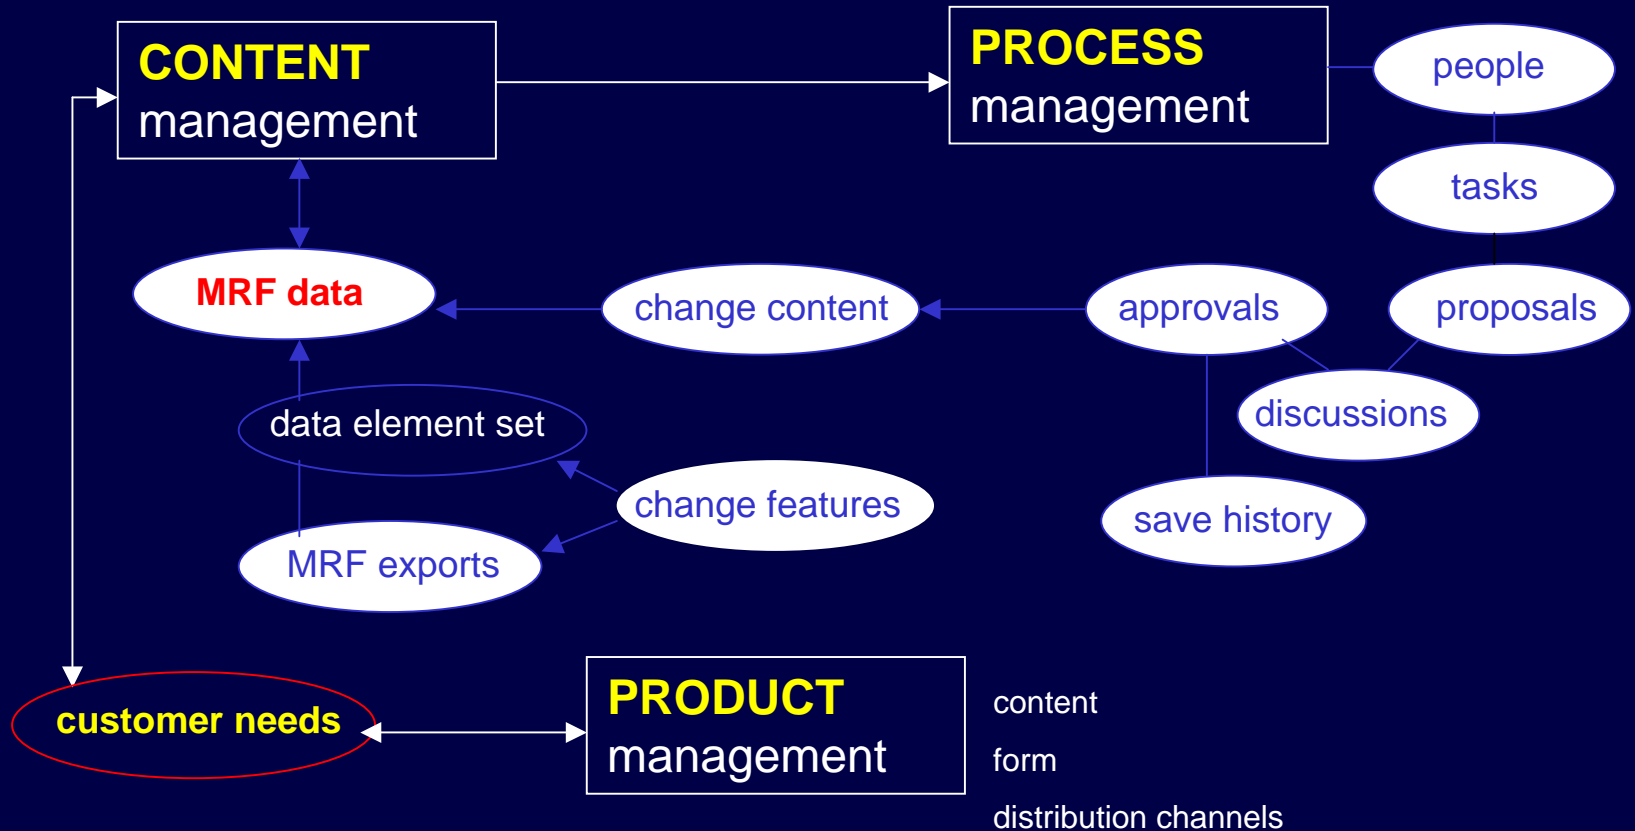 CONTENT
management
PROCESS
management
people
tasks
MRF data
change content
approvals
proposals
data element set
discussions
change features
save history
MRF exports
customer needs
PRODUCT
management
content
form
distribution channels